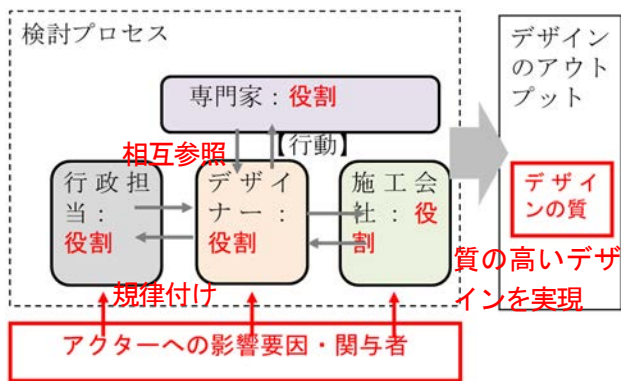 検討プロセス
専門家：役割
相互参照
【行動】
行政担
当：
役割
デザイ
ナー：
役割
施工会
社：役
割
規律付け
アクターへの影響要因・関与者
デザイン
のアウト
プット
デザイ
ンの質
質の高いデザ
インを実現